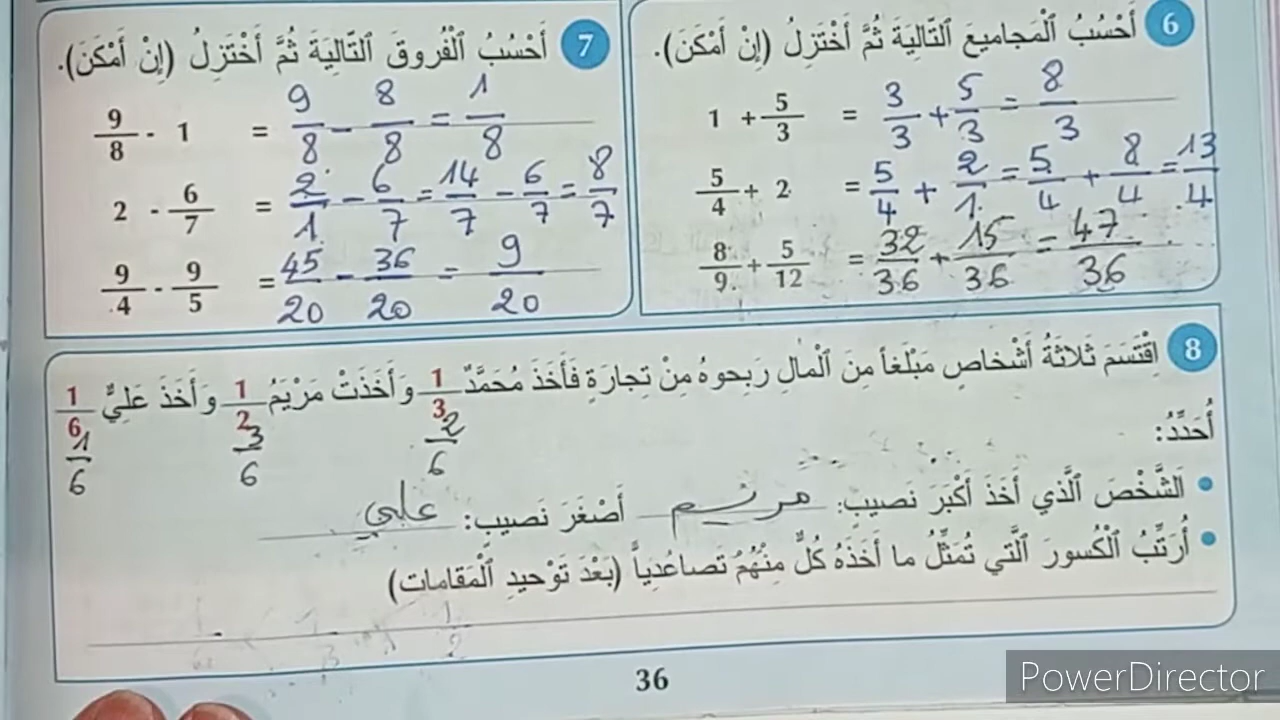 6 أَحْسُبُ ٱلْمَجاميعَ ٱلتّالِيَةَ ثُمَّ أَخْتَزِلُ (إِنْ أَمْكَنَ).
1 + 5/3 = 3/3 + 5/3 = 8/3
5/4 + 2 = 5/4 + 2/1 = 5/4 + 8/4 = 13/4
8/9 + 5/12 = 32/36 + 15/36 = 47/36
7 أَحْسُبُ ٱلْفُروقَ ٱلتّالِيَةَ ثُمَّ أَخْتَزِلُ (إِنْ أَمْكَنَ).
9/8 - 1 = 9/8 - 8/8 = 1/8
2 - 6/7 = 2/1 - 6/7 = 14/7 - 6/7 = 8/7
9/4 - 9/5 = 45/20 - 36/20 = 9/20
8 اِقْتَسَمَ ثَلاثَةُ أَشْخاصٍ مَبْلَغاً مِنَ ٱلْمالِ رَبِحوهُ مِنْ تِجارَةٍ فَأَخَذَ مُحَمَّدٌ 1/3 وَأَخَذَتْ مَرْيَمُ 1/2 وَأَخَذَ عَلِيٌّ 1/6
2/6 3/6 1/6
أُحَدِّدُ:
• اَلشَّخْصَ ٱلَّذي أَخَذَ أَكْبَرَ نَصيبٍ: مريم أَصْغَرَ نَصيبٍ: علي
• أُرَتِّبُ ٱلْكُسورَ ٱلَّتي تُمَثِّلُ ما أَخَذَهُ كُلٌّ مِنْهُمْ تَصاعُدِيّاً (بَعْدَ تَوْحيدِ ٱلْمَقامات)
36
PowerDirector